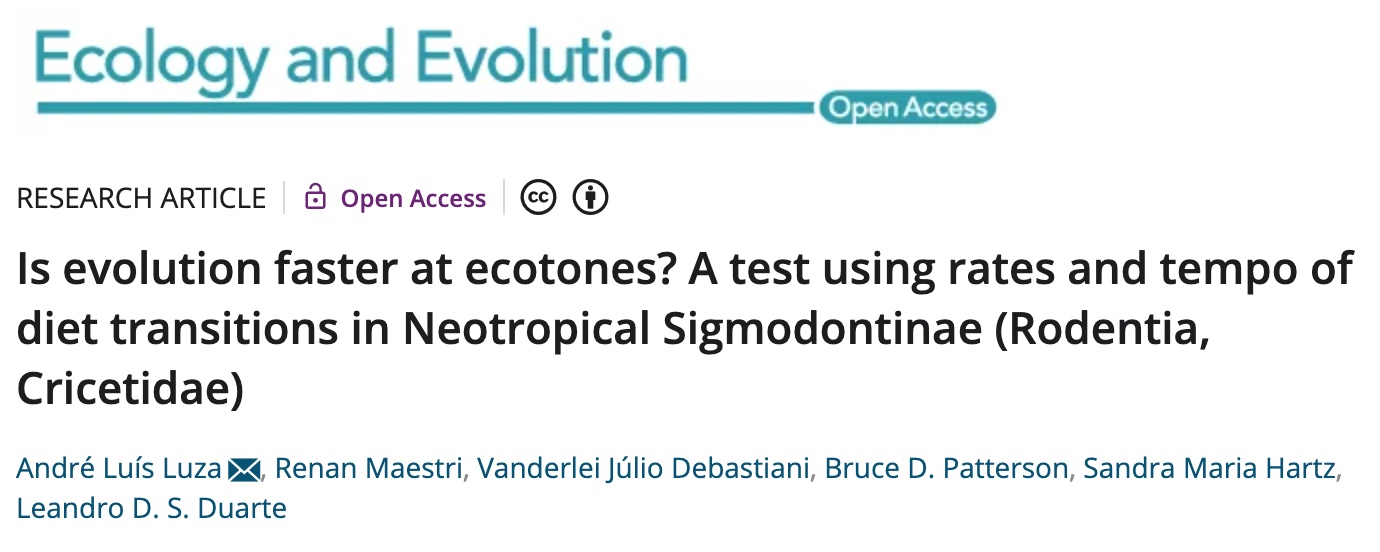 Ecology and Evolution
Open Access
RESEARCH ARTICLE Open Access cc
Is evolution faster at ecotones? A test using rates and tempo of
diet transitions in Neotropical Sigmodontinae (Rodentia,
Cricetidae)
André Luís Luza, Renan Maestri, Vanderlei Júlio Debastiani, Bruce D. Patterson, Sandra Maria Hartz,
Leandro D. S. Duarte